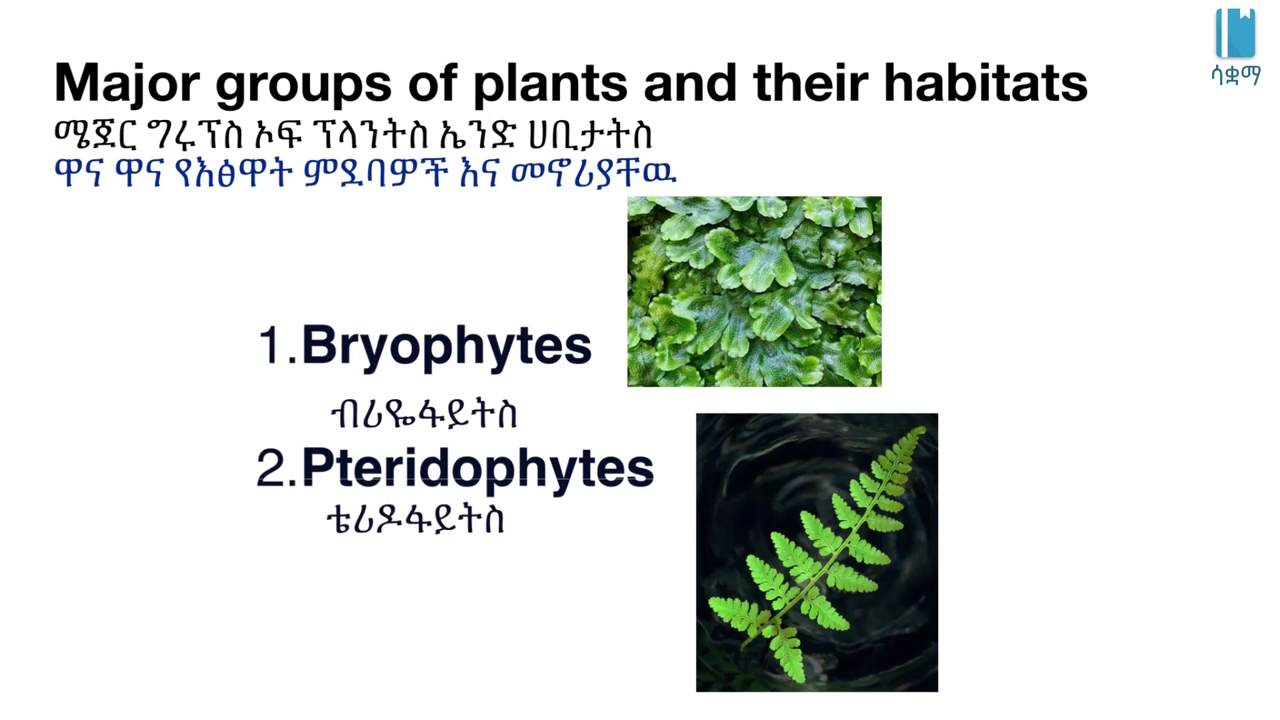 Major groups of plants and their habitats
ሜጀር ግሩፕስ ኦፍ ፕላንትስ ኤንድ ሀቢታትስ
ዋና ዋና የእፅዋት ምደባዎች እና መኖሪያቸዉ
1.Bryophytes
ብሪዬፋይትስ
2.Pteridophytes
ቴሪዶፋይትስ
ሳቋማ